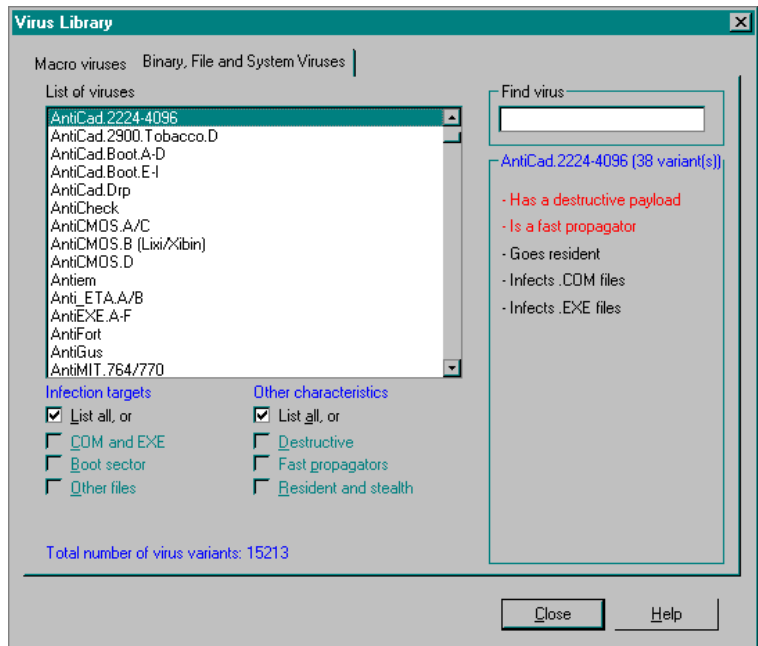 Virus Library
Macro viruses Binary, File and System Viruses
List of viruses
AntiCad.2224-4096
AntiCad.2900.Tobacco.D
AntiCad.Boot.A-D
AntiCad.Boot.E-I
AntiCad.Drp
AntiCheck
AntiCMOS.A/C
AntiCMOS.B (Lixi/Xibin)
AntiCMOS.D
Antiem
Anti_ETA.A/B
AntiEXE.A-F
AntiFort
AntiGus
AntiMIT.764/770
Infection targets
List all, or
COM and EXE
Boot sector
Other files
Other characteristics
List all, or
Destructive
Fast propagators
Resident and stealth
Total number of virus variants: 15213
Find virus
AntiCad.2224-4096 (38 variant(s))
- Has a destructive payload
- Is a fast propagator
- Goes resident
- Infects .COM files
- Infects .EXE files
Close Help